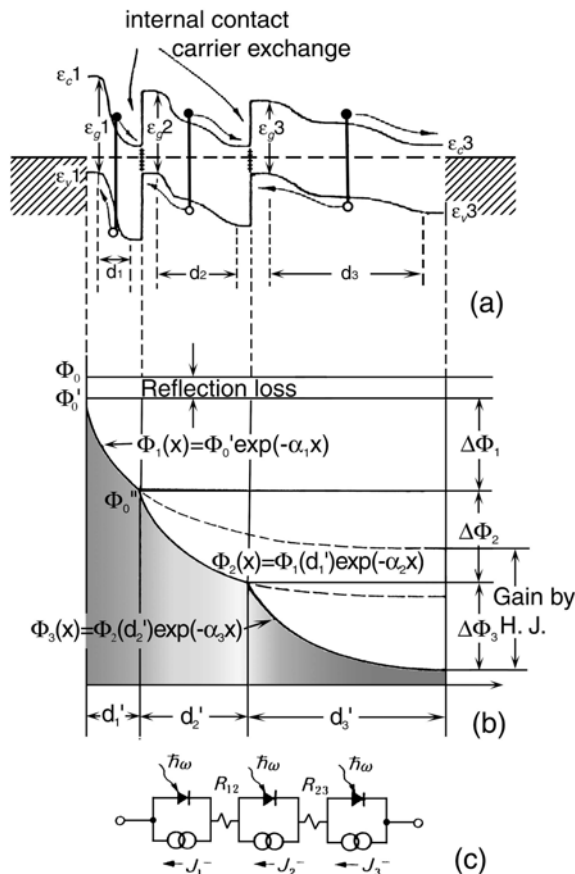 internal contact
carrier exchange
εc1
εg1
εg2
εg3
εc3
εv1
εv3
d1
d2
d3
(a)
Φ0
Reflection loss
Φ0'
Φ1(x)=Φ0'exp(-α1x)
ΔΦ1
Φ0''
ΔΦ2
Φ2(x)=Φ1(d1')exp(-α2x)
Gain by
H. J.
Φ3(x)=Φ2(d2')exp(-α3x)
ΔΦ3
d1'
d2'
d3'
(b)
ħω
ħω
ħω
R12
R23
J1-
J2-
J3-
(c)